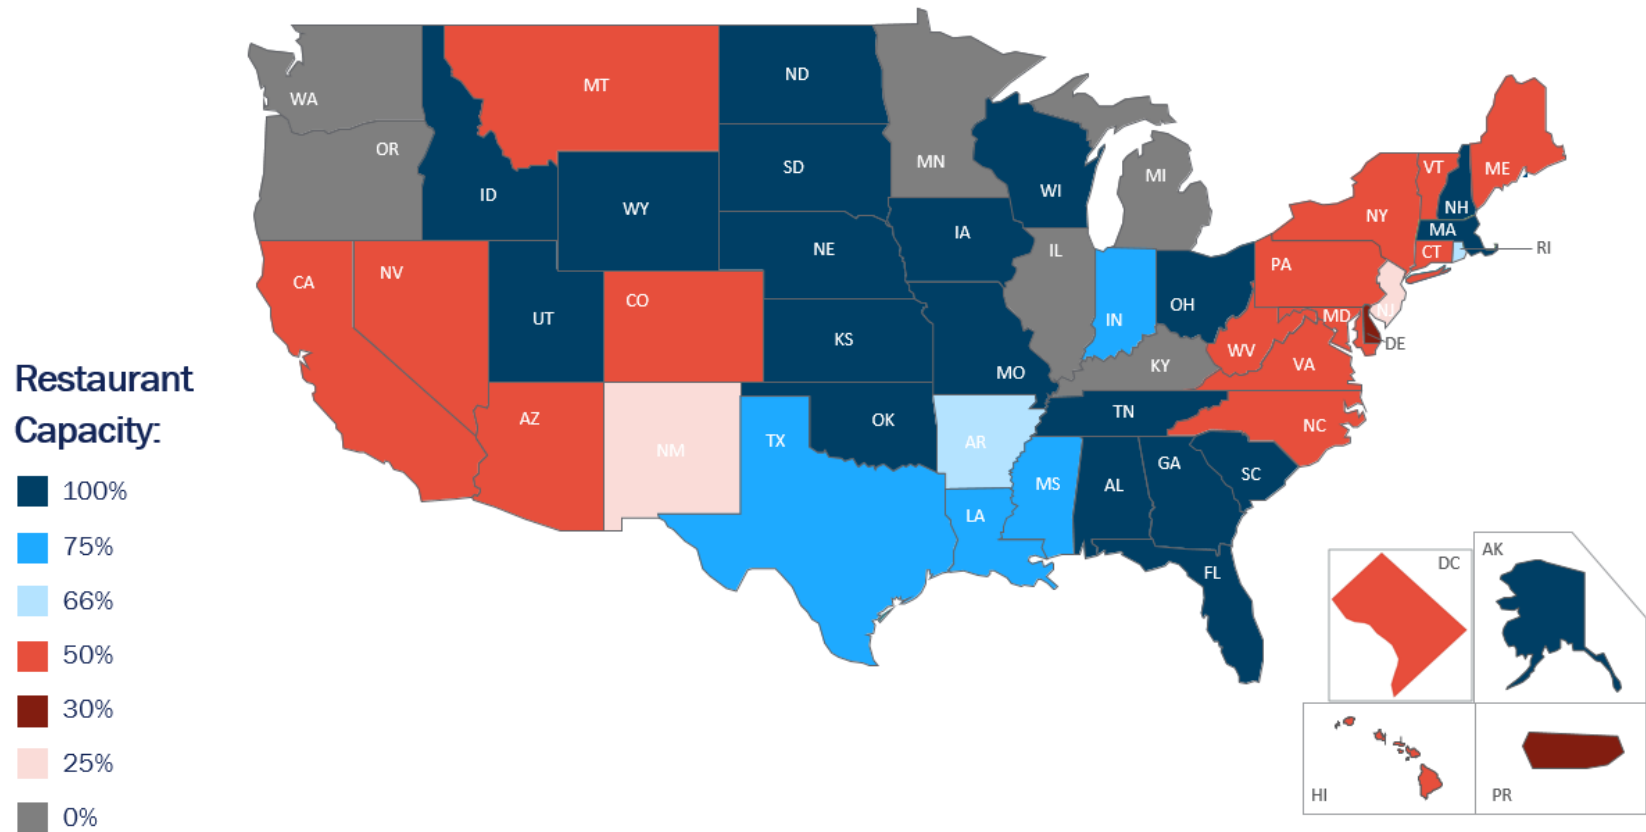 Restaurant
Capacity:
100%
75%
66%
50%
30%
25%
0%
WA
OR
CA
NV
ID
MT
WY
UT
CO
AZ
NM
ND
SD
NE
KS
OK
TX
MN
IA
MO
AR
LA
WI
IL
MS
MI
IN
KY
TN
AL
OH
WV
VA
NC
SC
GA
FL
PA
NY
VT
NH
ME
MA
CT
RI
NJ
MD
DE
DC
AK
HI
PR